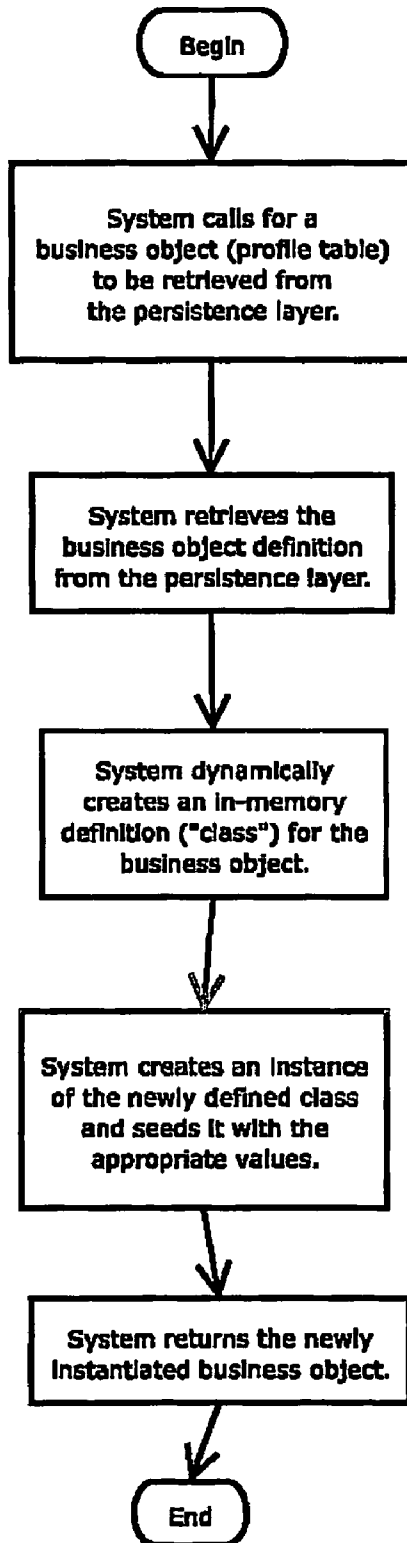 Begin
System calls for a
business object (profile table)
to be retrieved from
the persistence layer.
System retrieves the
business object definition
from the persistence layer.
System dynamically
creates an in-memory
definition ("class") for the
business object.
System creates an instance
of the newly defined class
and seeds it with the
appropriate values.
System returns the newly
instantiated business object.
End